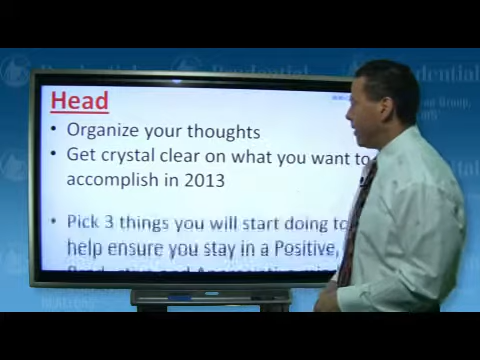 Prudential
Head
• Organize your thoughts
• Get crystal clear on what you want to
accomplish in 2013
• Pick 3 things you will start doing to
help ensure you stay in a Positive,